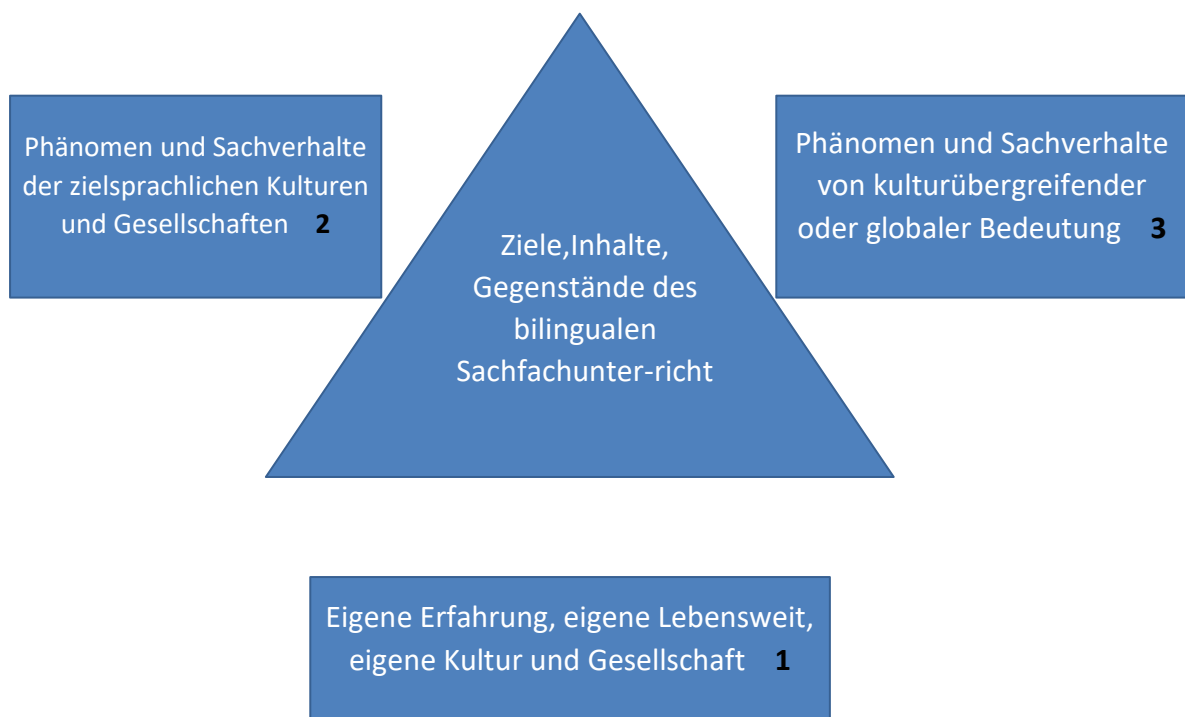 Phänomen und Sachverhalte
der zielsprachlichen Kulturen
und Gesellschaften 2
Phänomen und Sachverhalte
von kulturübergreifender
oder globaler Bedeutung 3
Ziele,Inhalte,
Gegenstände des
bilingualen
Sachfachunter-richt
Eigene Erfahrung, eigene Lebensweit,
eigene Kultur und Gesellschaft 1